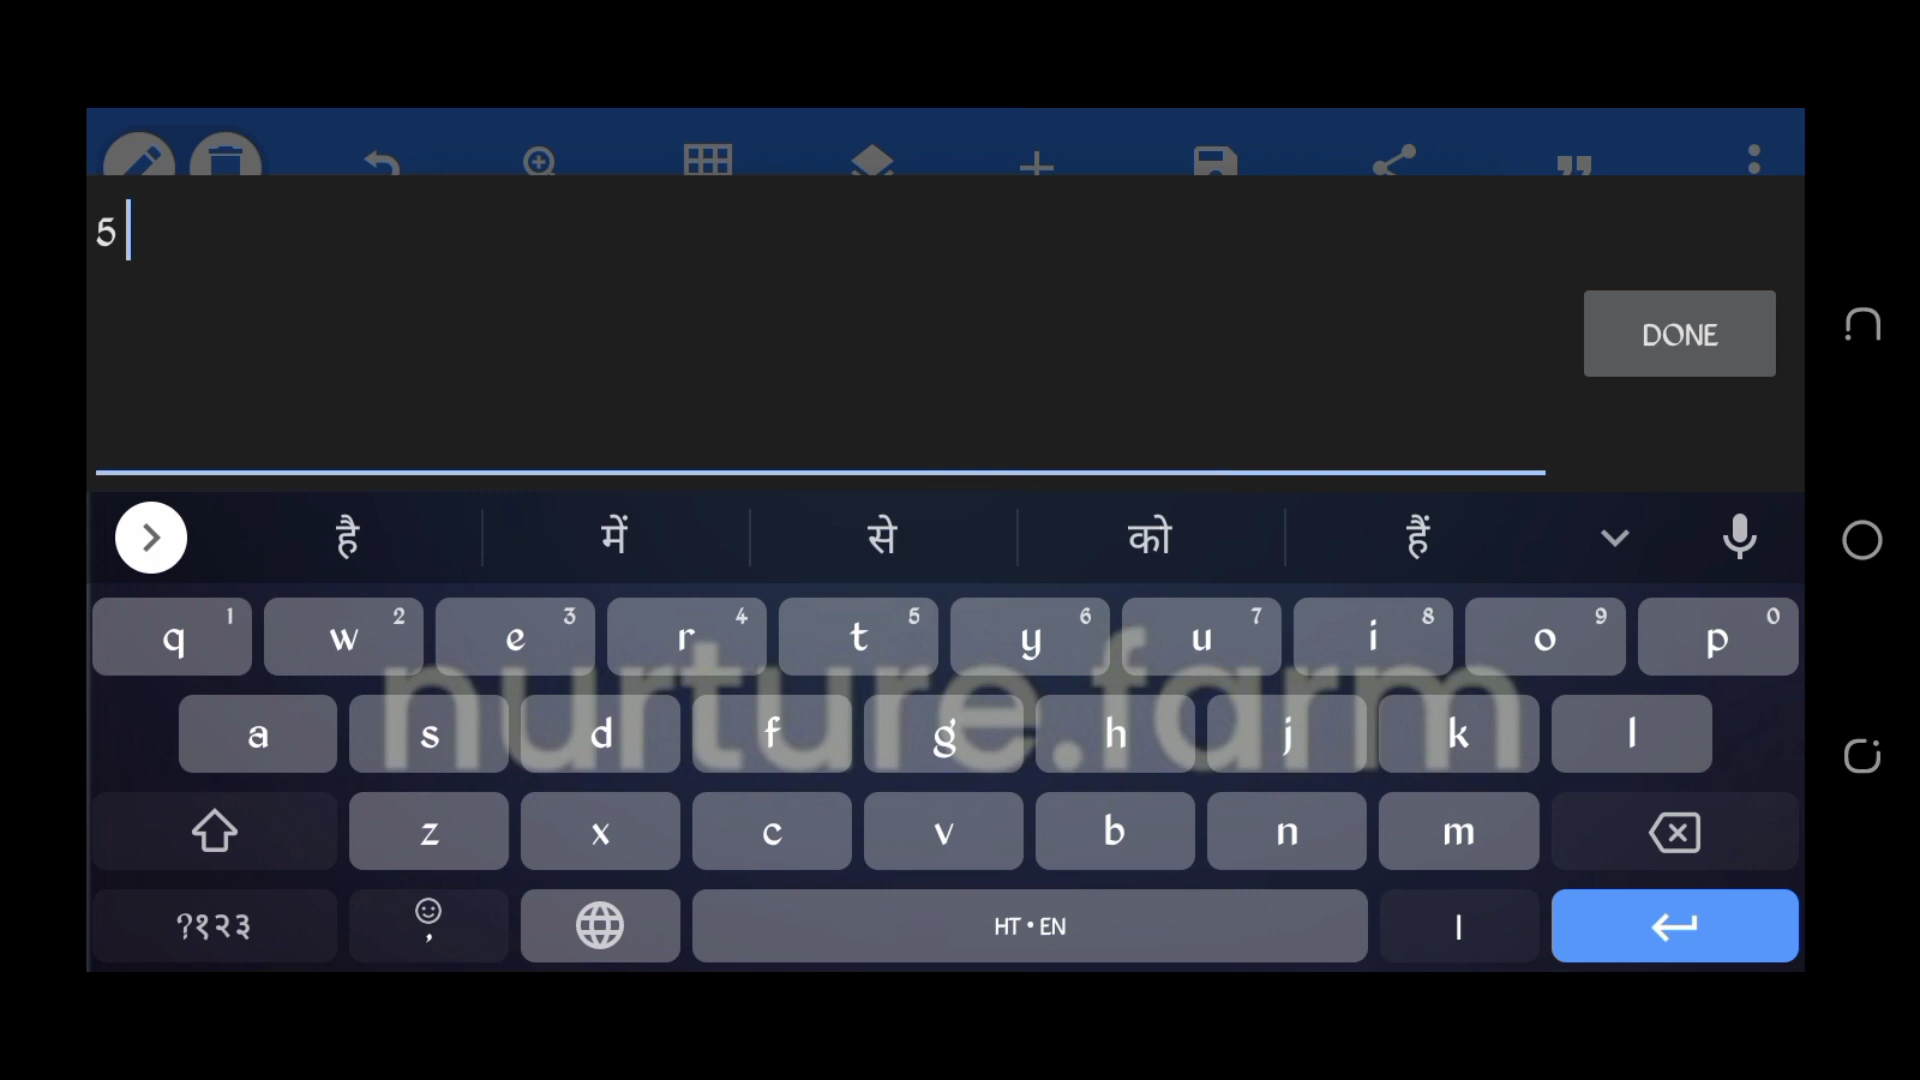 5
DONE
है में से को हैं
q 1 w 2 e 3 r 4 t 5 y 6 u 7 i 8 o 9 p 0
nurture.farm
a s d f g h j k l
z x c v b n m
?१२३ , HT • EN ।